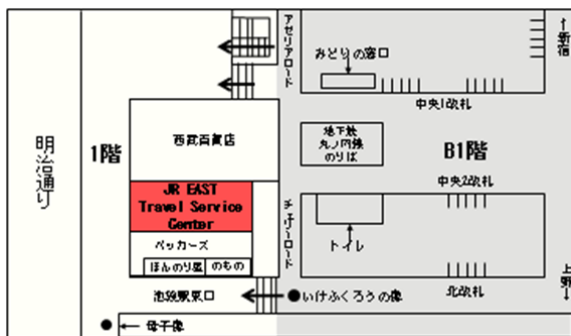 明治通り
1階
西武百貨店
JR EAST
Travel Service
Center
ベッカーズ
ほんのり屋
のもの
池袋駅東口
母子像
アゼリアロード
チェリーロード
いけふくろうの像
みどりの窓口
中央1改札
地下鉄
丸ノ内線
のりば
B1階
中央2改札
トイレ
北改札
新宿
上野